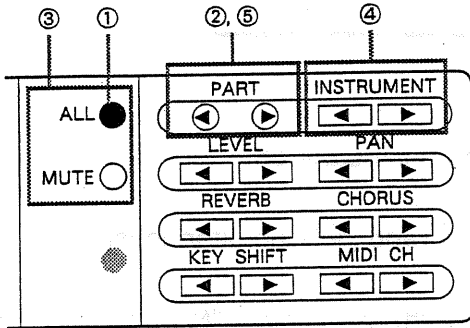 ③ ① ②, ⑤ ④
PART INSTRUMENT
ALL
LEVEL PAN
MUTE
REVERB CHORUS
KEY SHIFT MIDI CH